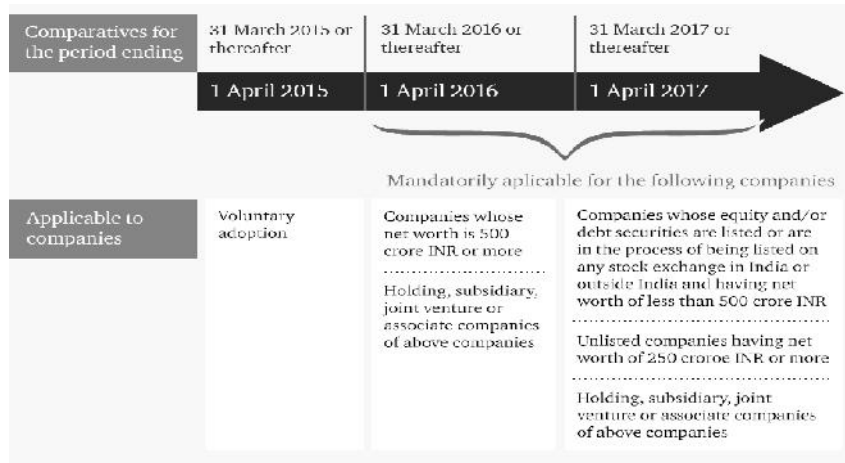 Comparatives for
the period ending
31 March 2015 or
thereafter
31 March 2016 or
thereafter
31 March 2017 or
thereafter
1 April 2015
1 April 2016
1 April 2017
Mandatorily aplicable for the following companies
Applicable to
companies
Voluntary
adoption
Companies whose
net worth is 500
crore INR or more
Holding, subsidiary,
joint venture or
associate companies
of above companies
Companies whose equity and/or
debt securities are listed or are
in the process of being listed on
any stock exchange in India or
outside India and having net
worth of less than 500 crore INR
Unlisted companies having net
worth of 250 croroe INR or more
Holding, subsidiary, joint
venture or associate companies
of above companies